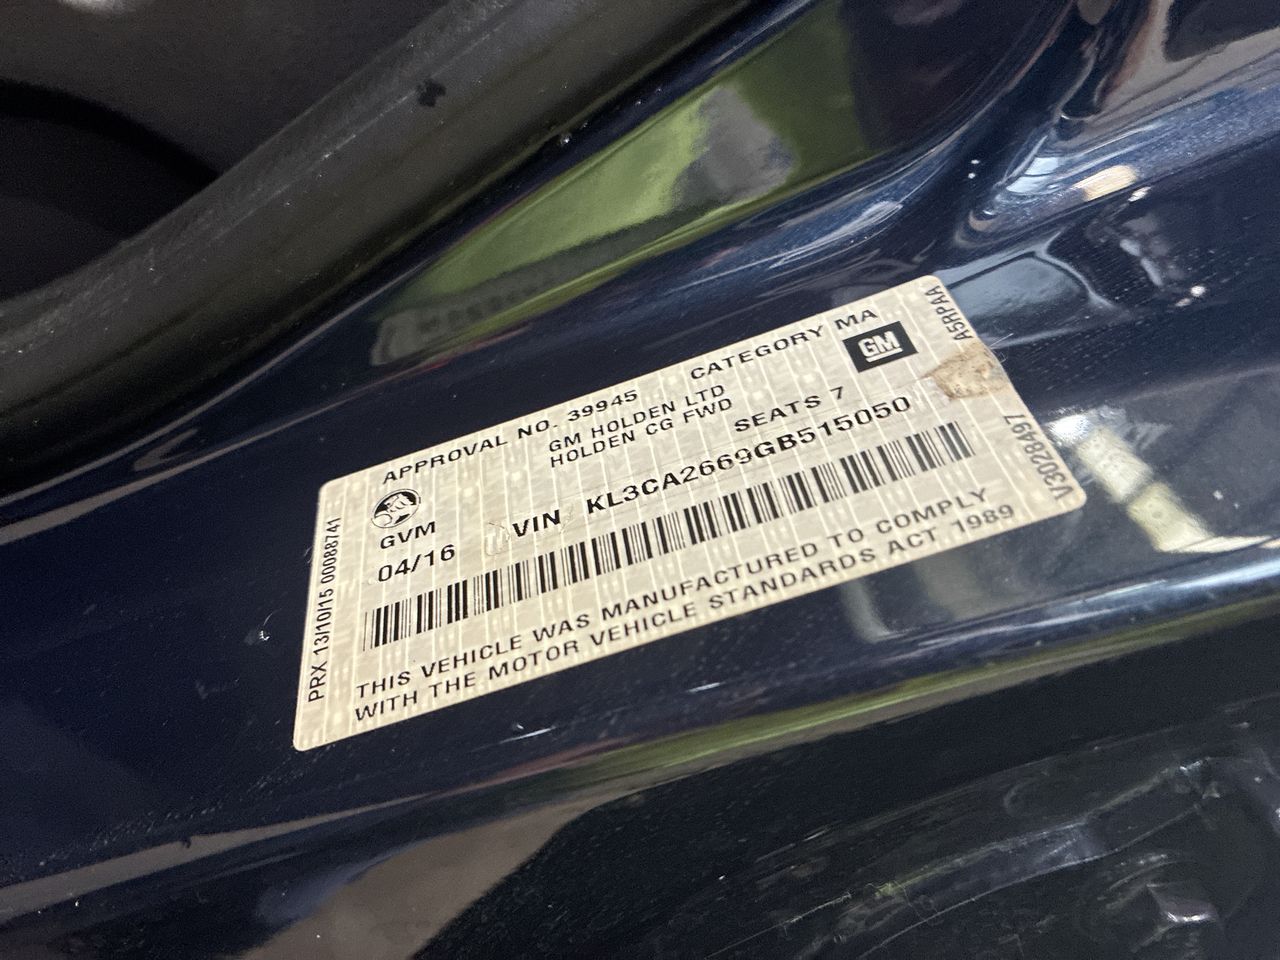 APPROVAL NO. 39945 CATEGORY MA
GM HOLDEN LTD
HOLDEN CG FWD
GM
GVM SEATS 7
04/16 VIN KL3CA2669GB515050
THIS VEHICLE WAS MANUFACTURED TO COMPLY
WITH THE MOTOR VEHICLE STANDARDS ACT 1989
PRX 13/10/15 00088741
V3028497 A5RPAA